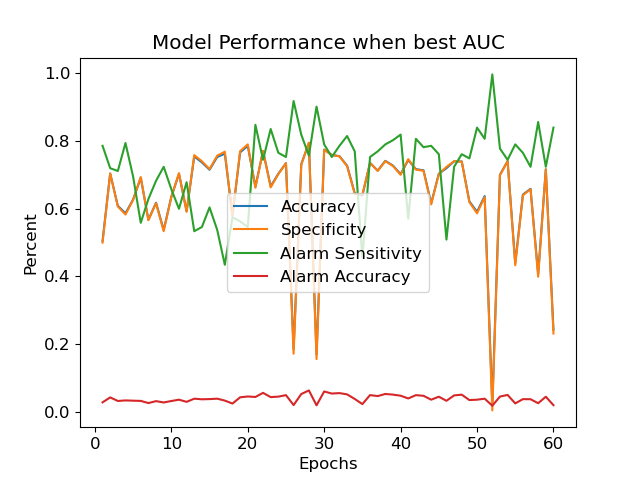 Model Performance when best AUC
1.0
0.8
0.6
0.4
0.2
0.0
Percent
Accuracy
Specificity
Alarm Sensitivity
Alarm Accuracy
0 10 20 30 40 50 60
Epochs